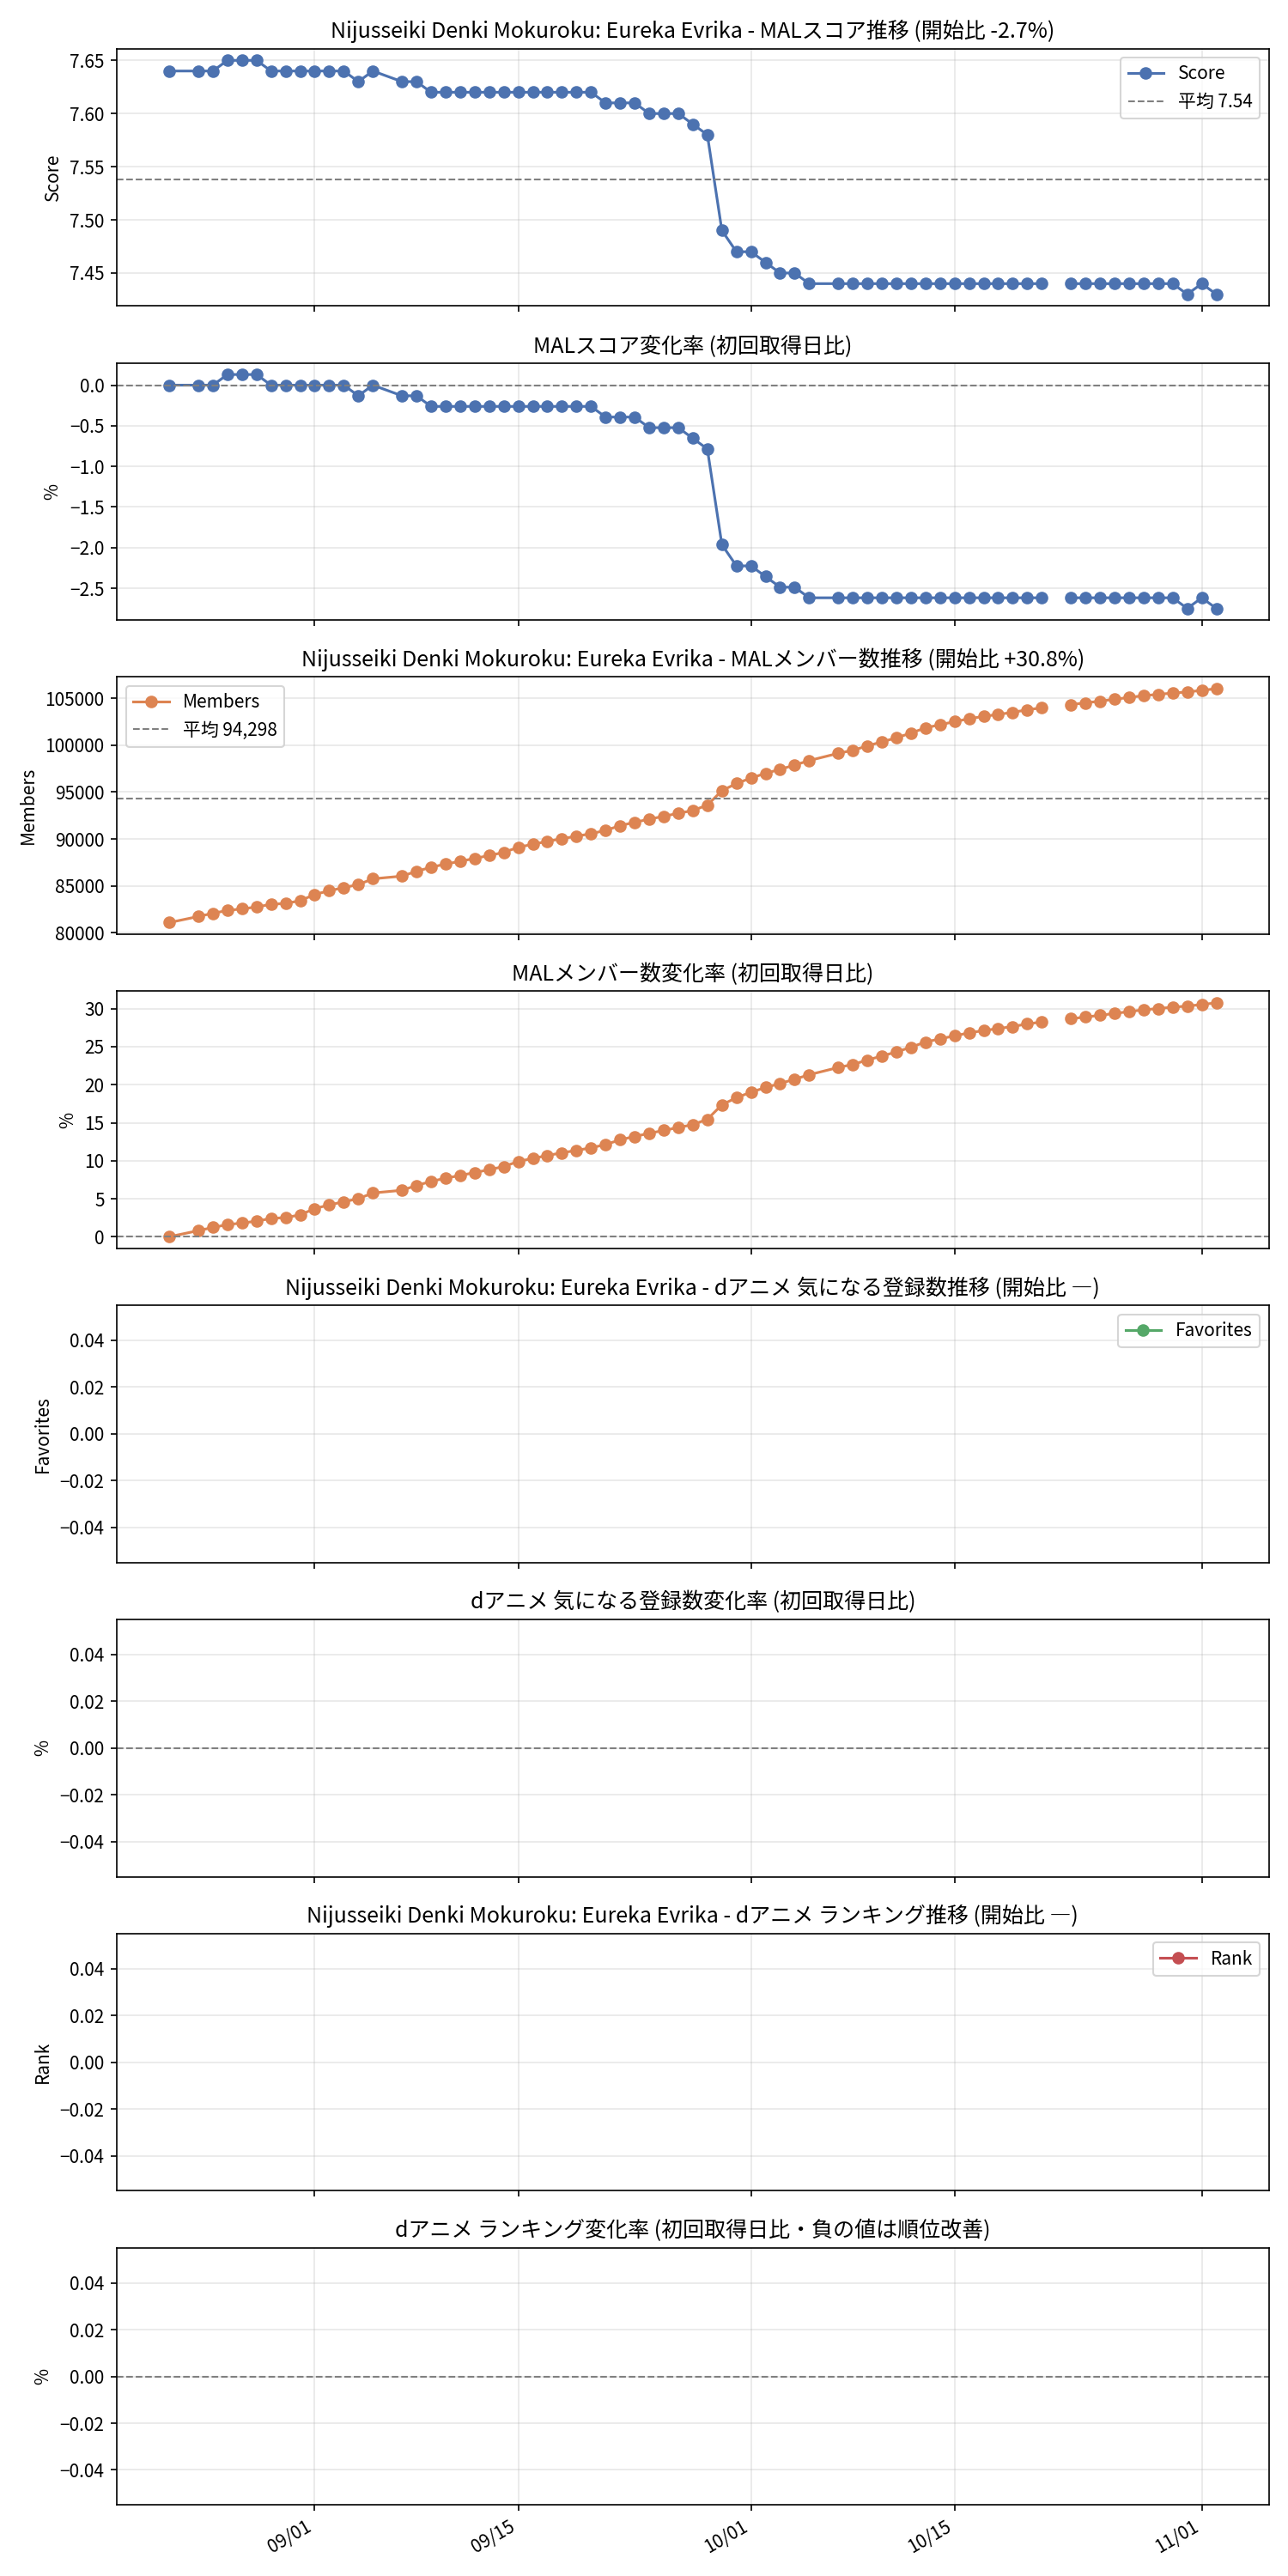 Nijusseiki Denki Mokuroku: Eureka Evrika - MALスコア推移 (開始比 -2.7%)
Score
平均 7.54
Score
7.65
7.60
7.55
7.50
7.45
MALスコア変化率 (初回取得日比)
%
0.0
−0.5
−1.0
−1.5
−2.0
−2.5
Nijusseiki Denki Mokuroku: Eureka Evrika - MALメンバー数推移 (開始比 +30.8%)
Members
平均 94,298
Members
105000
100000
95000
90000
85000
80000
MALメンバー数変化率 (初回取得日比)
%
30
25
20
15
10
5
0
Nijusseiki Denki Mokuroku: Eureka Evrika - dアニメ 気になる登録数推移 (開始比 —)
Favorites
Favorites
0.04
0.02
0.00
−0.02
−0.04
dアニメ 気になる登録数変化率 (初回取得日比)
%
0.04
0.02
0.00
−0.02
−0.04
Nijusseiki Denki Mokuroku: Eureka Evrika - dアニメ ランキング推移 (開始比 —)
Rank
Rank
0.04
0.02
0.00
−0.02
−0.04
dアニメ ランキング変化率 (初回取得日比・負の値は順位改善)
%
0.04
0.02
0.00
−0.02
−0.04
09/01
09/15
10/01
10/15
11/01